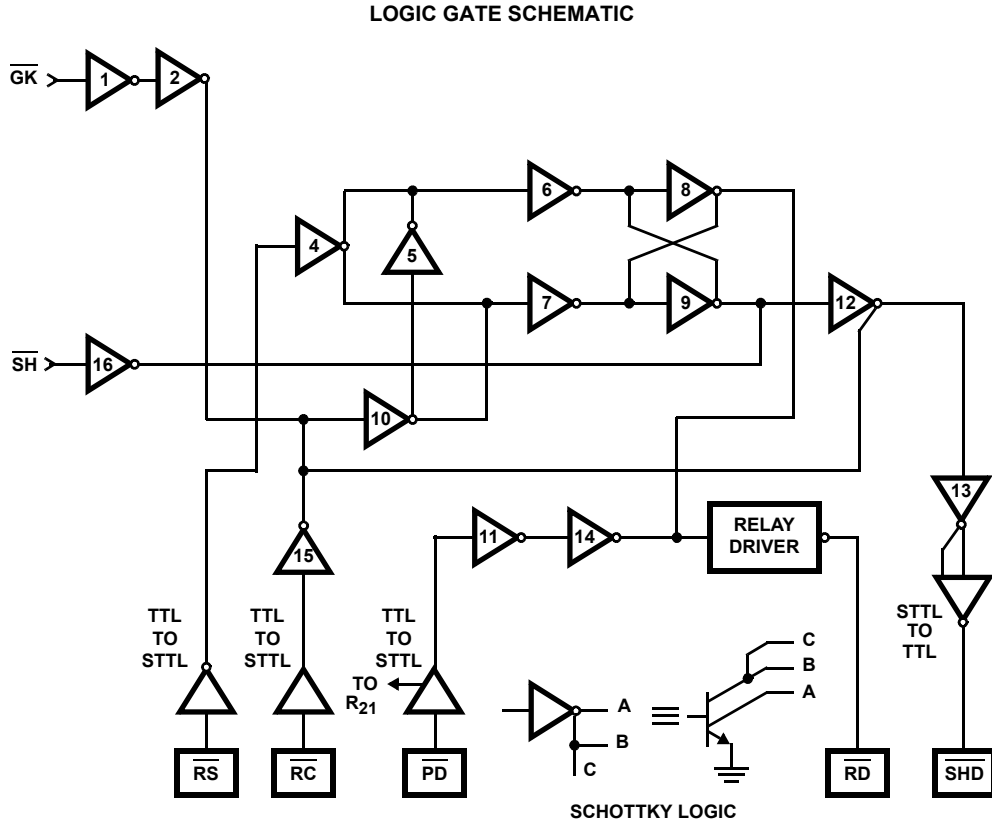 LOGIC GATE SCHEMATIC
GK
1
2
6
8
4
5
7
9
12
SH
16
10
13
11
14
RELAY
DRIVER
15
TTL
TO
STTL
TTL
TO
STTL
TTL
TO
STTL
STTL
TO
TTL
TO
R21
A
B
C
C
B
A
RS
RC
PD
RD
SHD
SCHOTTKY LOGIC